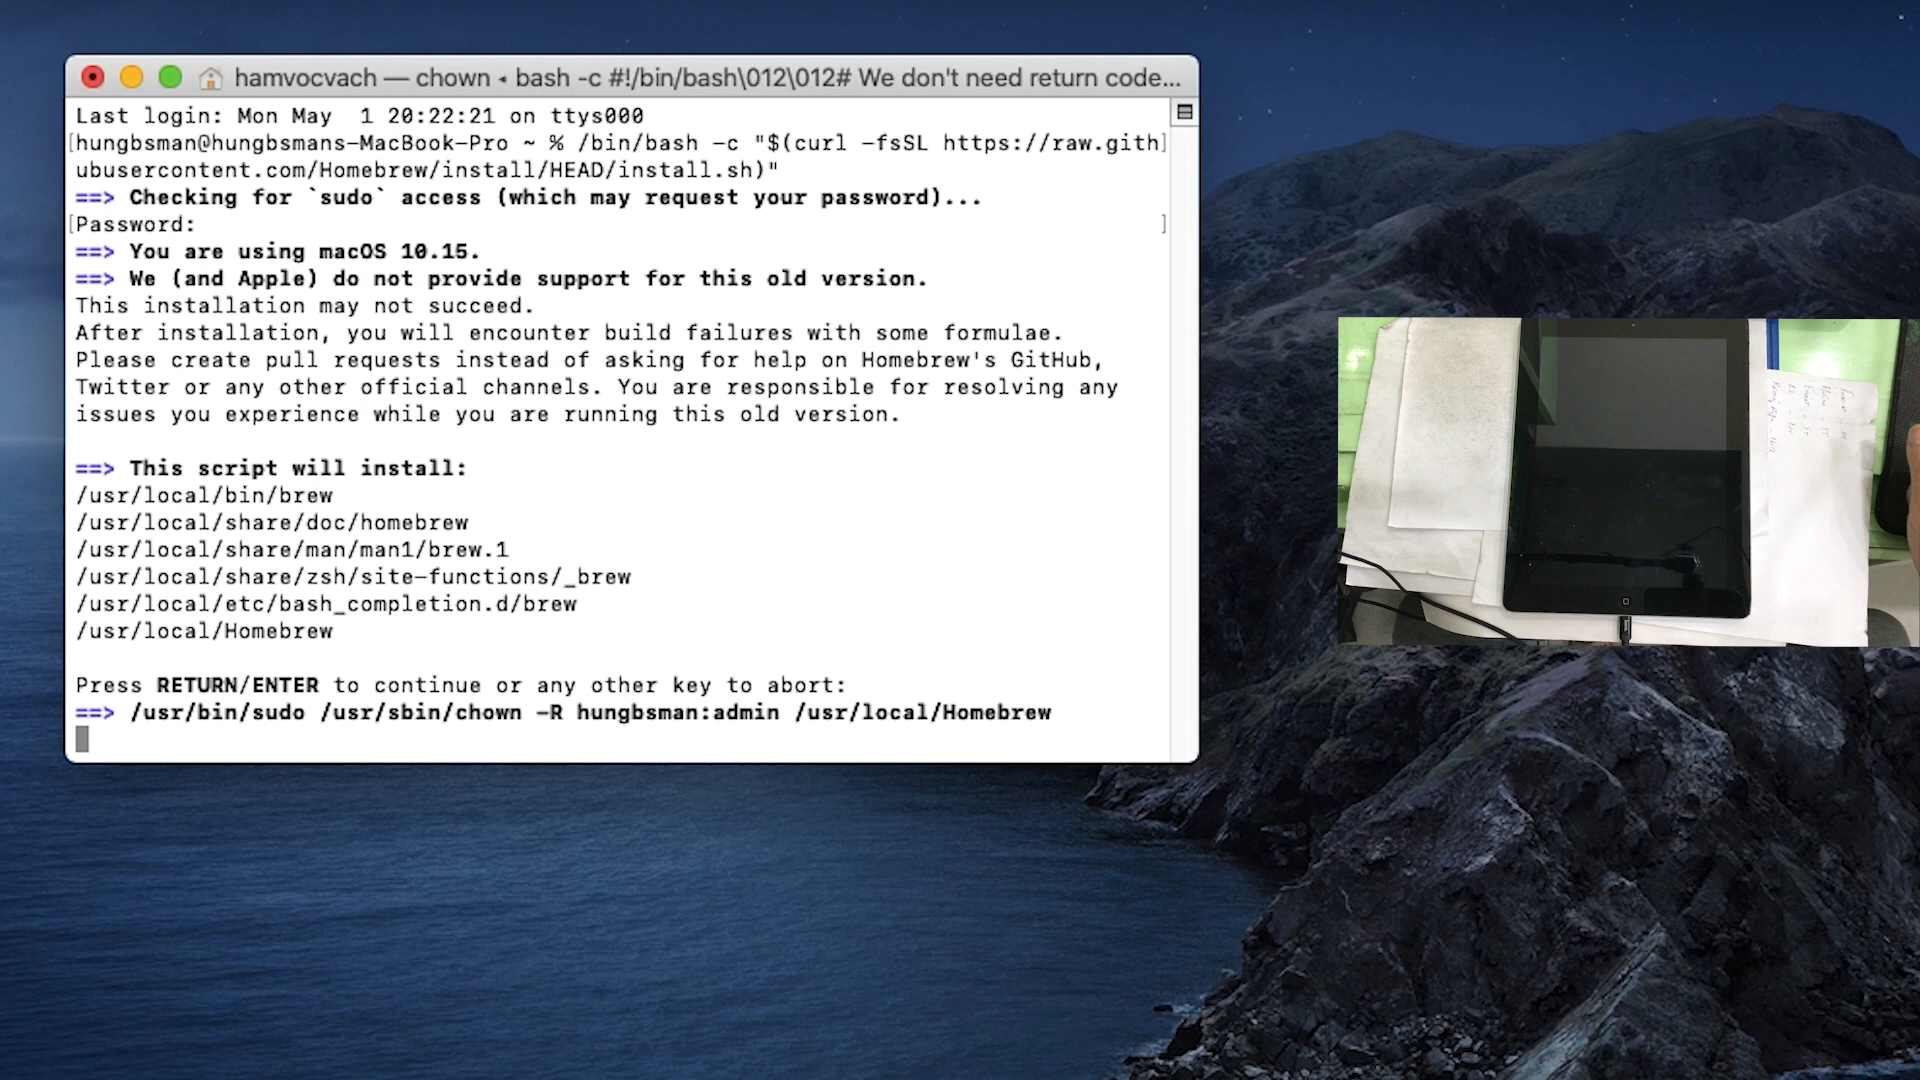 hamvocvach — chown ◂ bash -c #!/bin/bash\012\012# We don't need return code...
Last login: Mon May  1 20:22:21 on ttys000
[hungbsman@hungbsmans-MacBook-Pro ~ % /bin/bash -c "$(curl -fsSL https://raw.gith]
ubusercontent.com/Homebrew/install/HEAD/install.sh)"
==> Checking for `sudo` access (which may request your password)...
[Password: ]
==> You are using macOS 10.15.
==> We (and Apple) do not provide support for this old version.
This installation may not succeed.
After installation, you will encounter build failures with some formulae.
Please create pull requests instead of asking for help on Homebrew's GitHub,
Twitter or any other official channels. You are responsible for resolving any
issues you experience while you are running this old version.
==> This script will install:
/usr/local/bin/brew
/usr/local/share/doc/homebrew
/usr/local/share/man/man1/brew.1
/usr/local/share/zsh/site-functions/_brew
/usr/local/etc/bash_completion.d/brew
/usr/local/Homebrew
Press RETURN/ENTER to continue or any other key to abort:
==> /usr/bin/sudo /usr/sbin/chown -R hungbsman:admin /usr/local/Homebrew